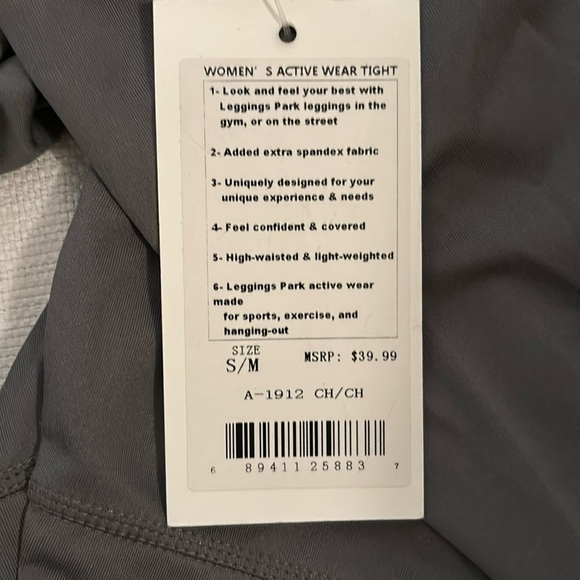 WOMEN' S ACTIVE WEAR TIGHT
1- Look and feel your best with
Leggings Park leggings in the
gym, or on the street
2- Added extra spandex fabric
3- Uniquely designed for your
unique experience & needs
4- Feel confident & covered
5- High-waisted & light-weighted
6- Leggings Park active wear
made
for sports, exercise, and
hanging-out
SIZE
S/M
MSRP: $39.99
A-1912 CH/CH
6 89411 25883 7